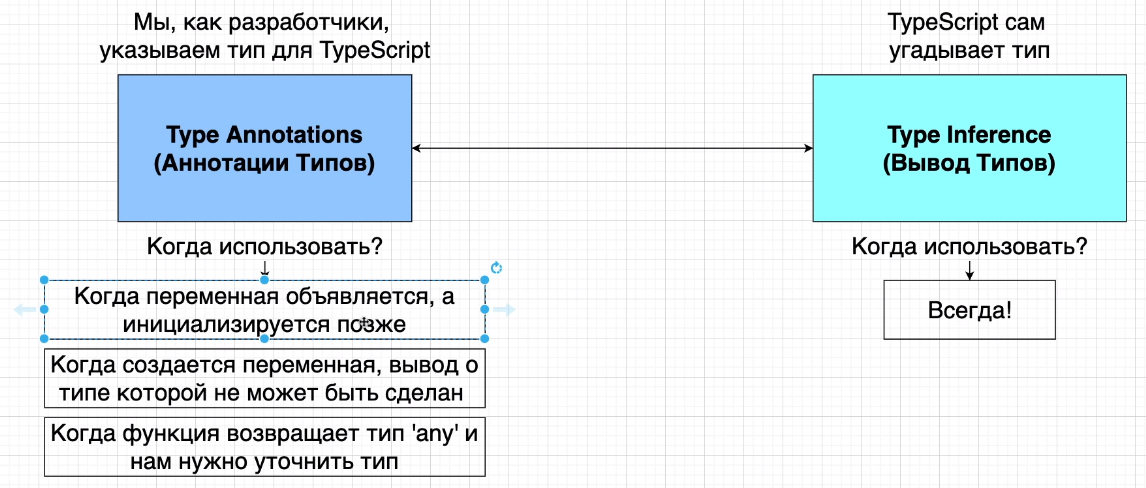 Мы, как разработчики,
указываем тип для TypeScript
Type Annotations
(Аннотации Типов)
Когда использовать?
Когда переменная объявляется, а
инициализируется позже
Когда создается переменная, вывод о
типе которой не может быть сделан
Когда функция возвращает тип 'any' и
нам нужно уточнить тип
TypeScript сам
угадывает тип
Type Inference
(Вывод Типов)
Когда использовать?
Всегда!